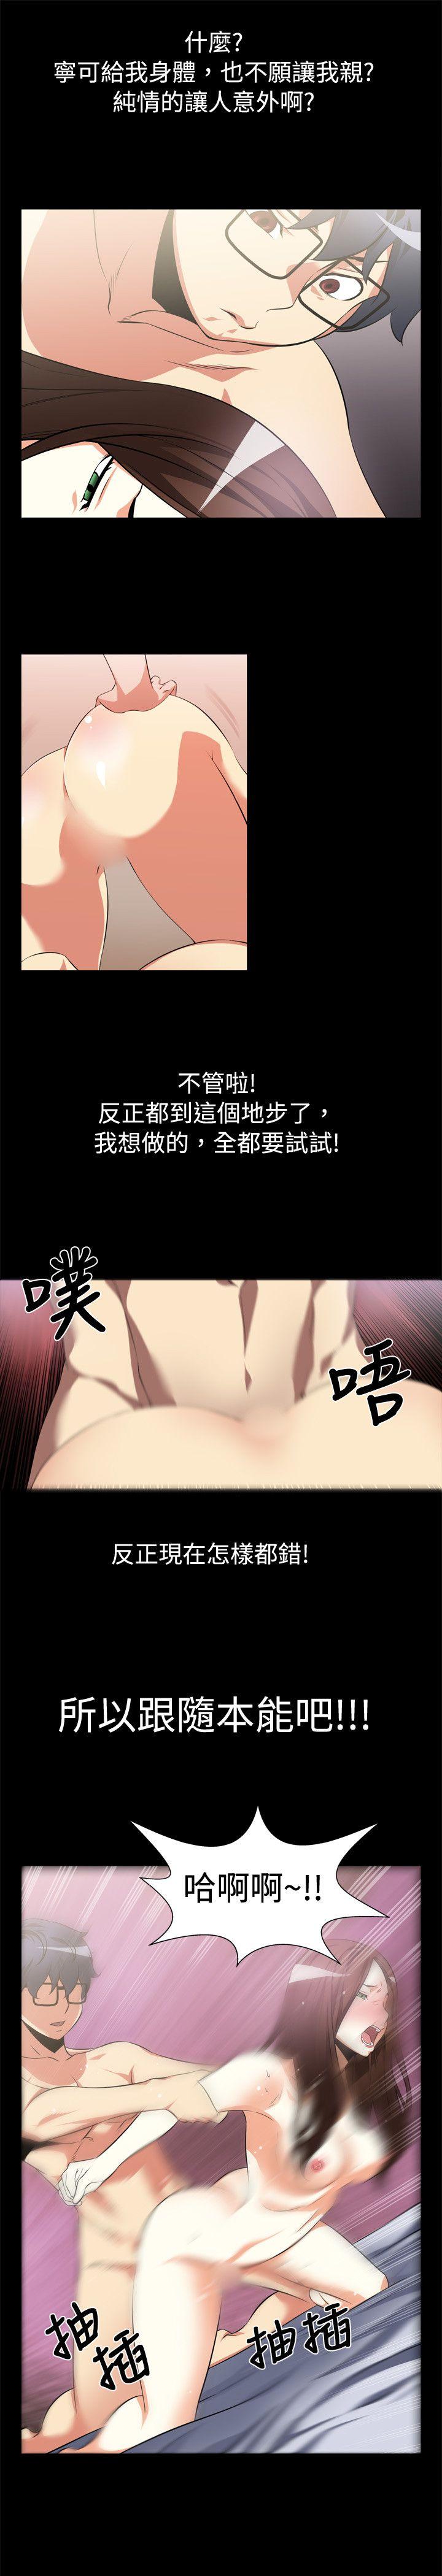 什麼?
寧可給我身體，也不願讓我親?
純情的讓人意外啊?
不管啦!
反正都到這個地步了，
我想做的，全都要試試!
噗
唔
反正現在怎樣都錯!
所以跟隨本能吧!!!
哈啊啊~!!
抽插
抽插